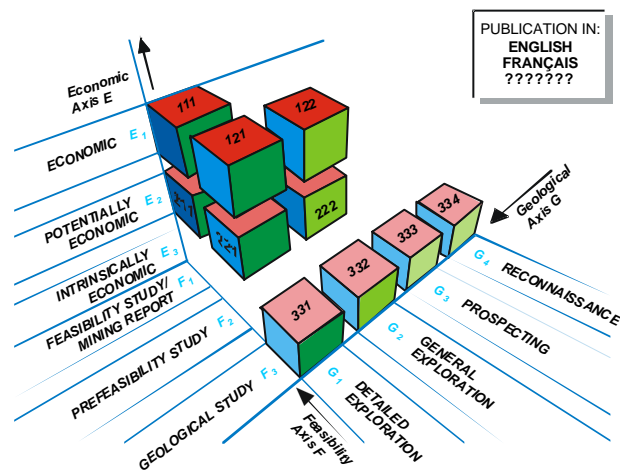 PUBLICATION IN:
ENGLISH
FRANÇAIS
???????
Economic
Axis E
E1
ECONOMIC
E2
POTENTIALLY
ECONOMIC
E3
INTRINSICALLY
ECONOMIC
F1
FEASIBILITY STUDY/
MINING REPORT
F2
PREFEASIBILITY STUDY
F3
GEOLOGICAL STUDY
Feasibility
Axis F
G1
DETAILED
EXPLORATION
G2
GENERAL
EXPLORATION
G3
PROSPECTING
G4
RECONNAISSANCE
Geological
Axis G
111
121
122
211
221
222
331
332
333
334